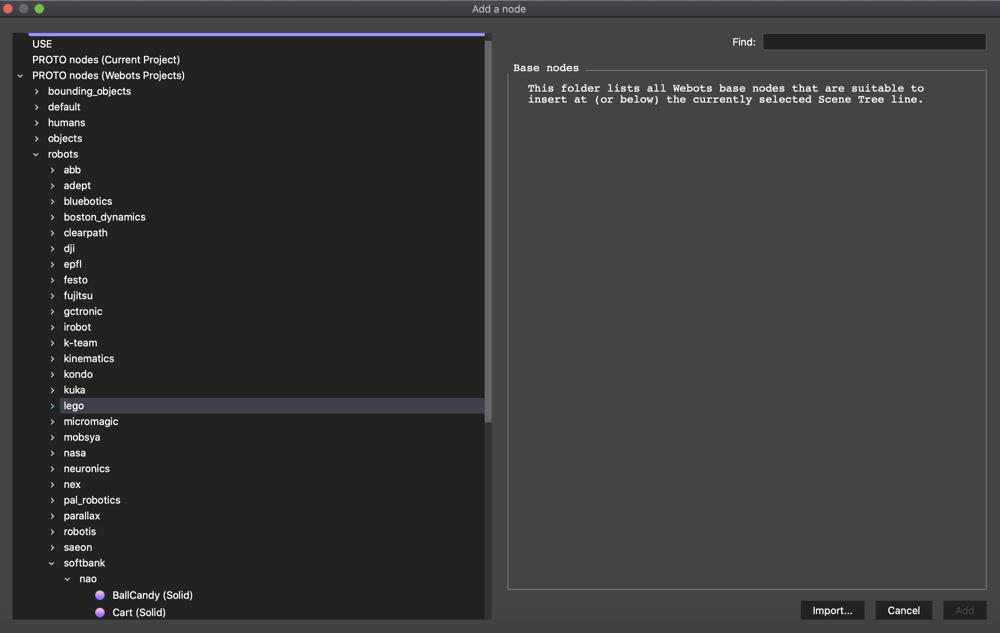 Add a node
USE
PROTO nodes (Current Project)
PROTO nodes (Webots Projects)
bounding_objects
default
humans
objects
robots
abb
adept
bluebotics
boston_dynamics
clearpath
dji
epfl
festo
fujitsu
gctronic
irobot
k-team
kinematics
kondo
kuka
lego
micromagic
mobsya
nasa
neuronics
nex
pal_robotics
parallax
robotis
saeon
softbank
nao
BallCandy (Solid)
Cart (Solid)
Find:
Base nodes
This folder lists all Webots base nodes that are suitable to
insert at (or below) the currently selected Scene Tree line.
Import...
Cancel
Add